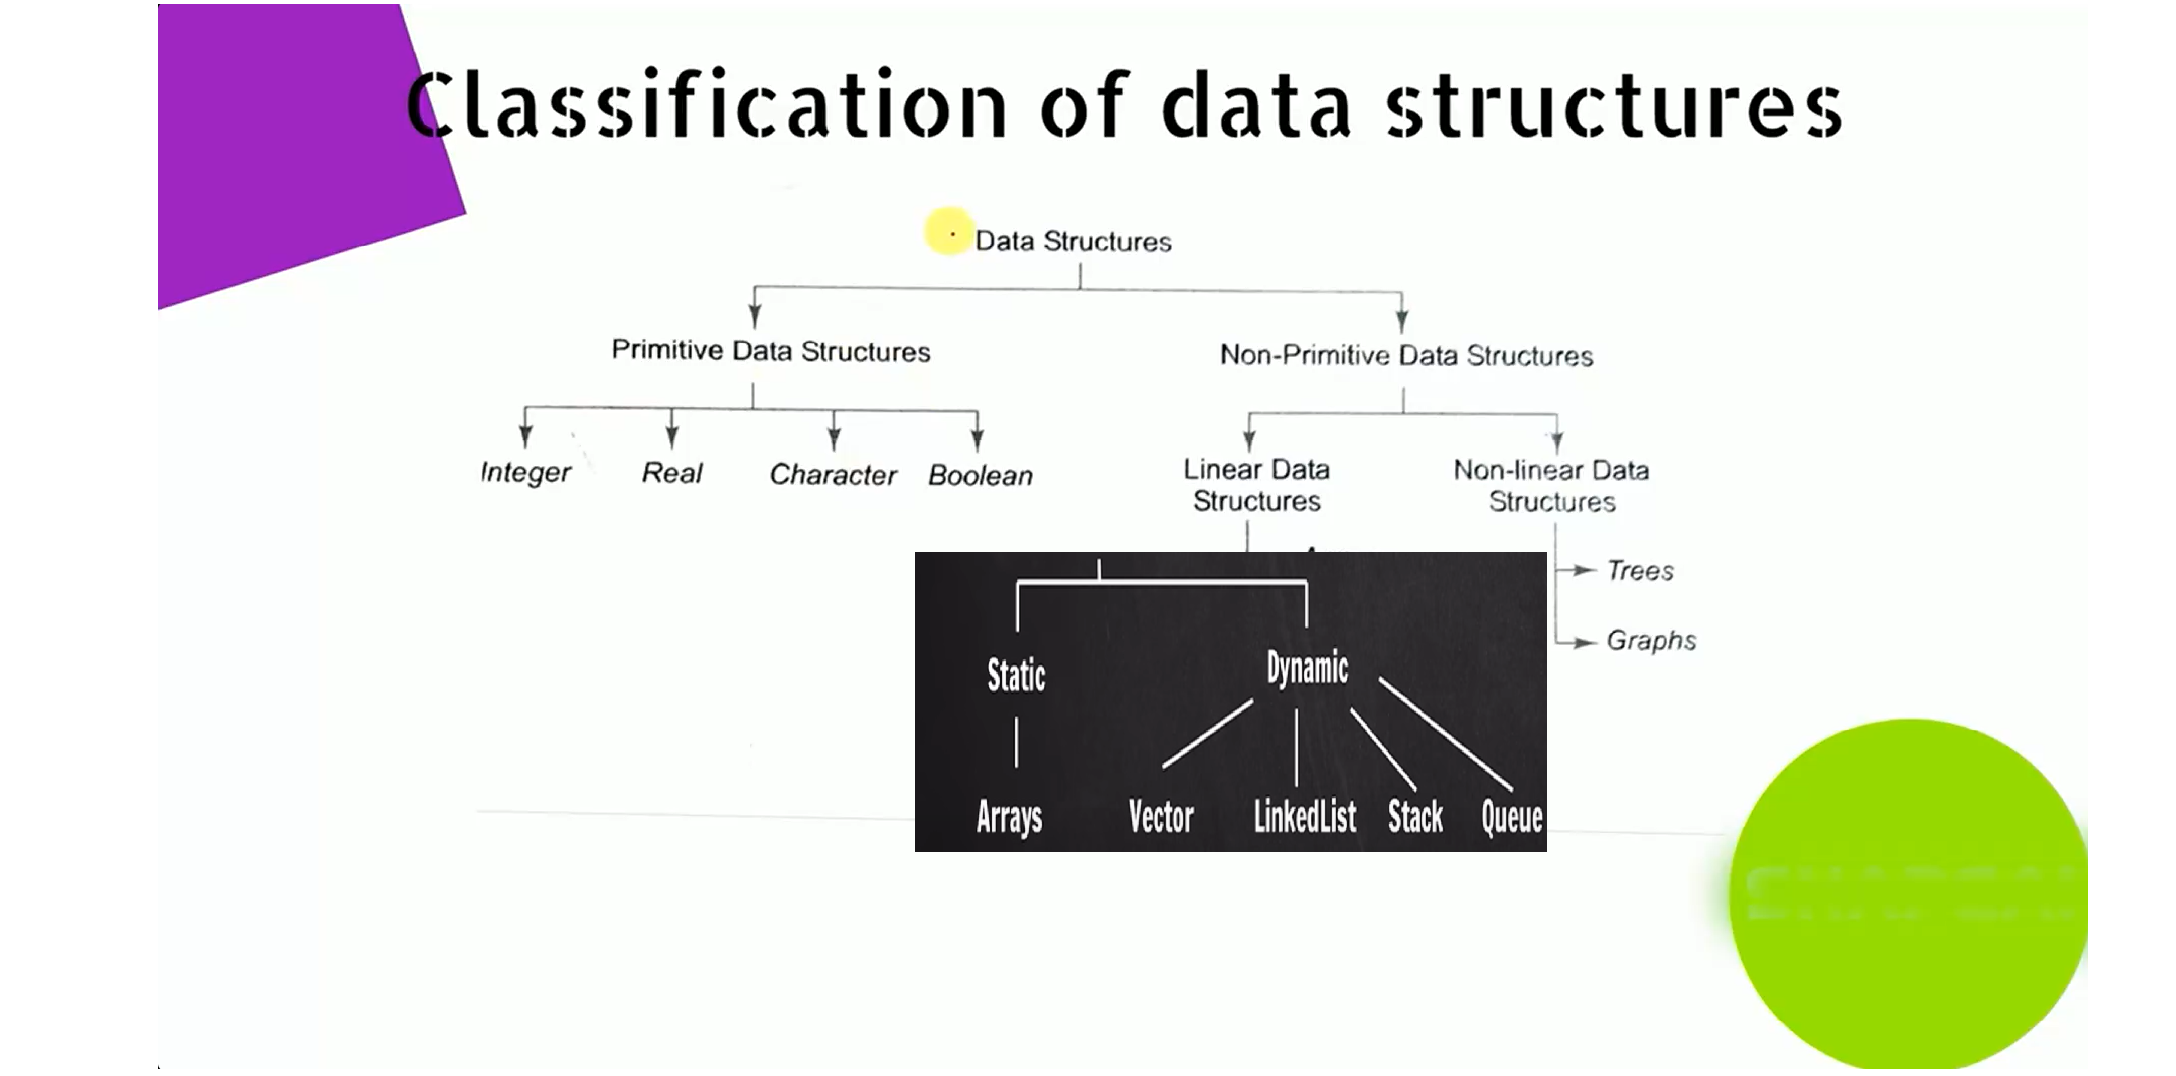 Classification of data structures
Data Structures
Primitive Data Structures
Non-Primitive Data Structures
Integer
Real
Character
Boolean
Linear Data
Structures
Non-linear Data
Structures
Trees
Graphs
Static
Dynamic
Arrays
Vector
LinkedList
Stack
Queue